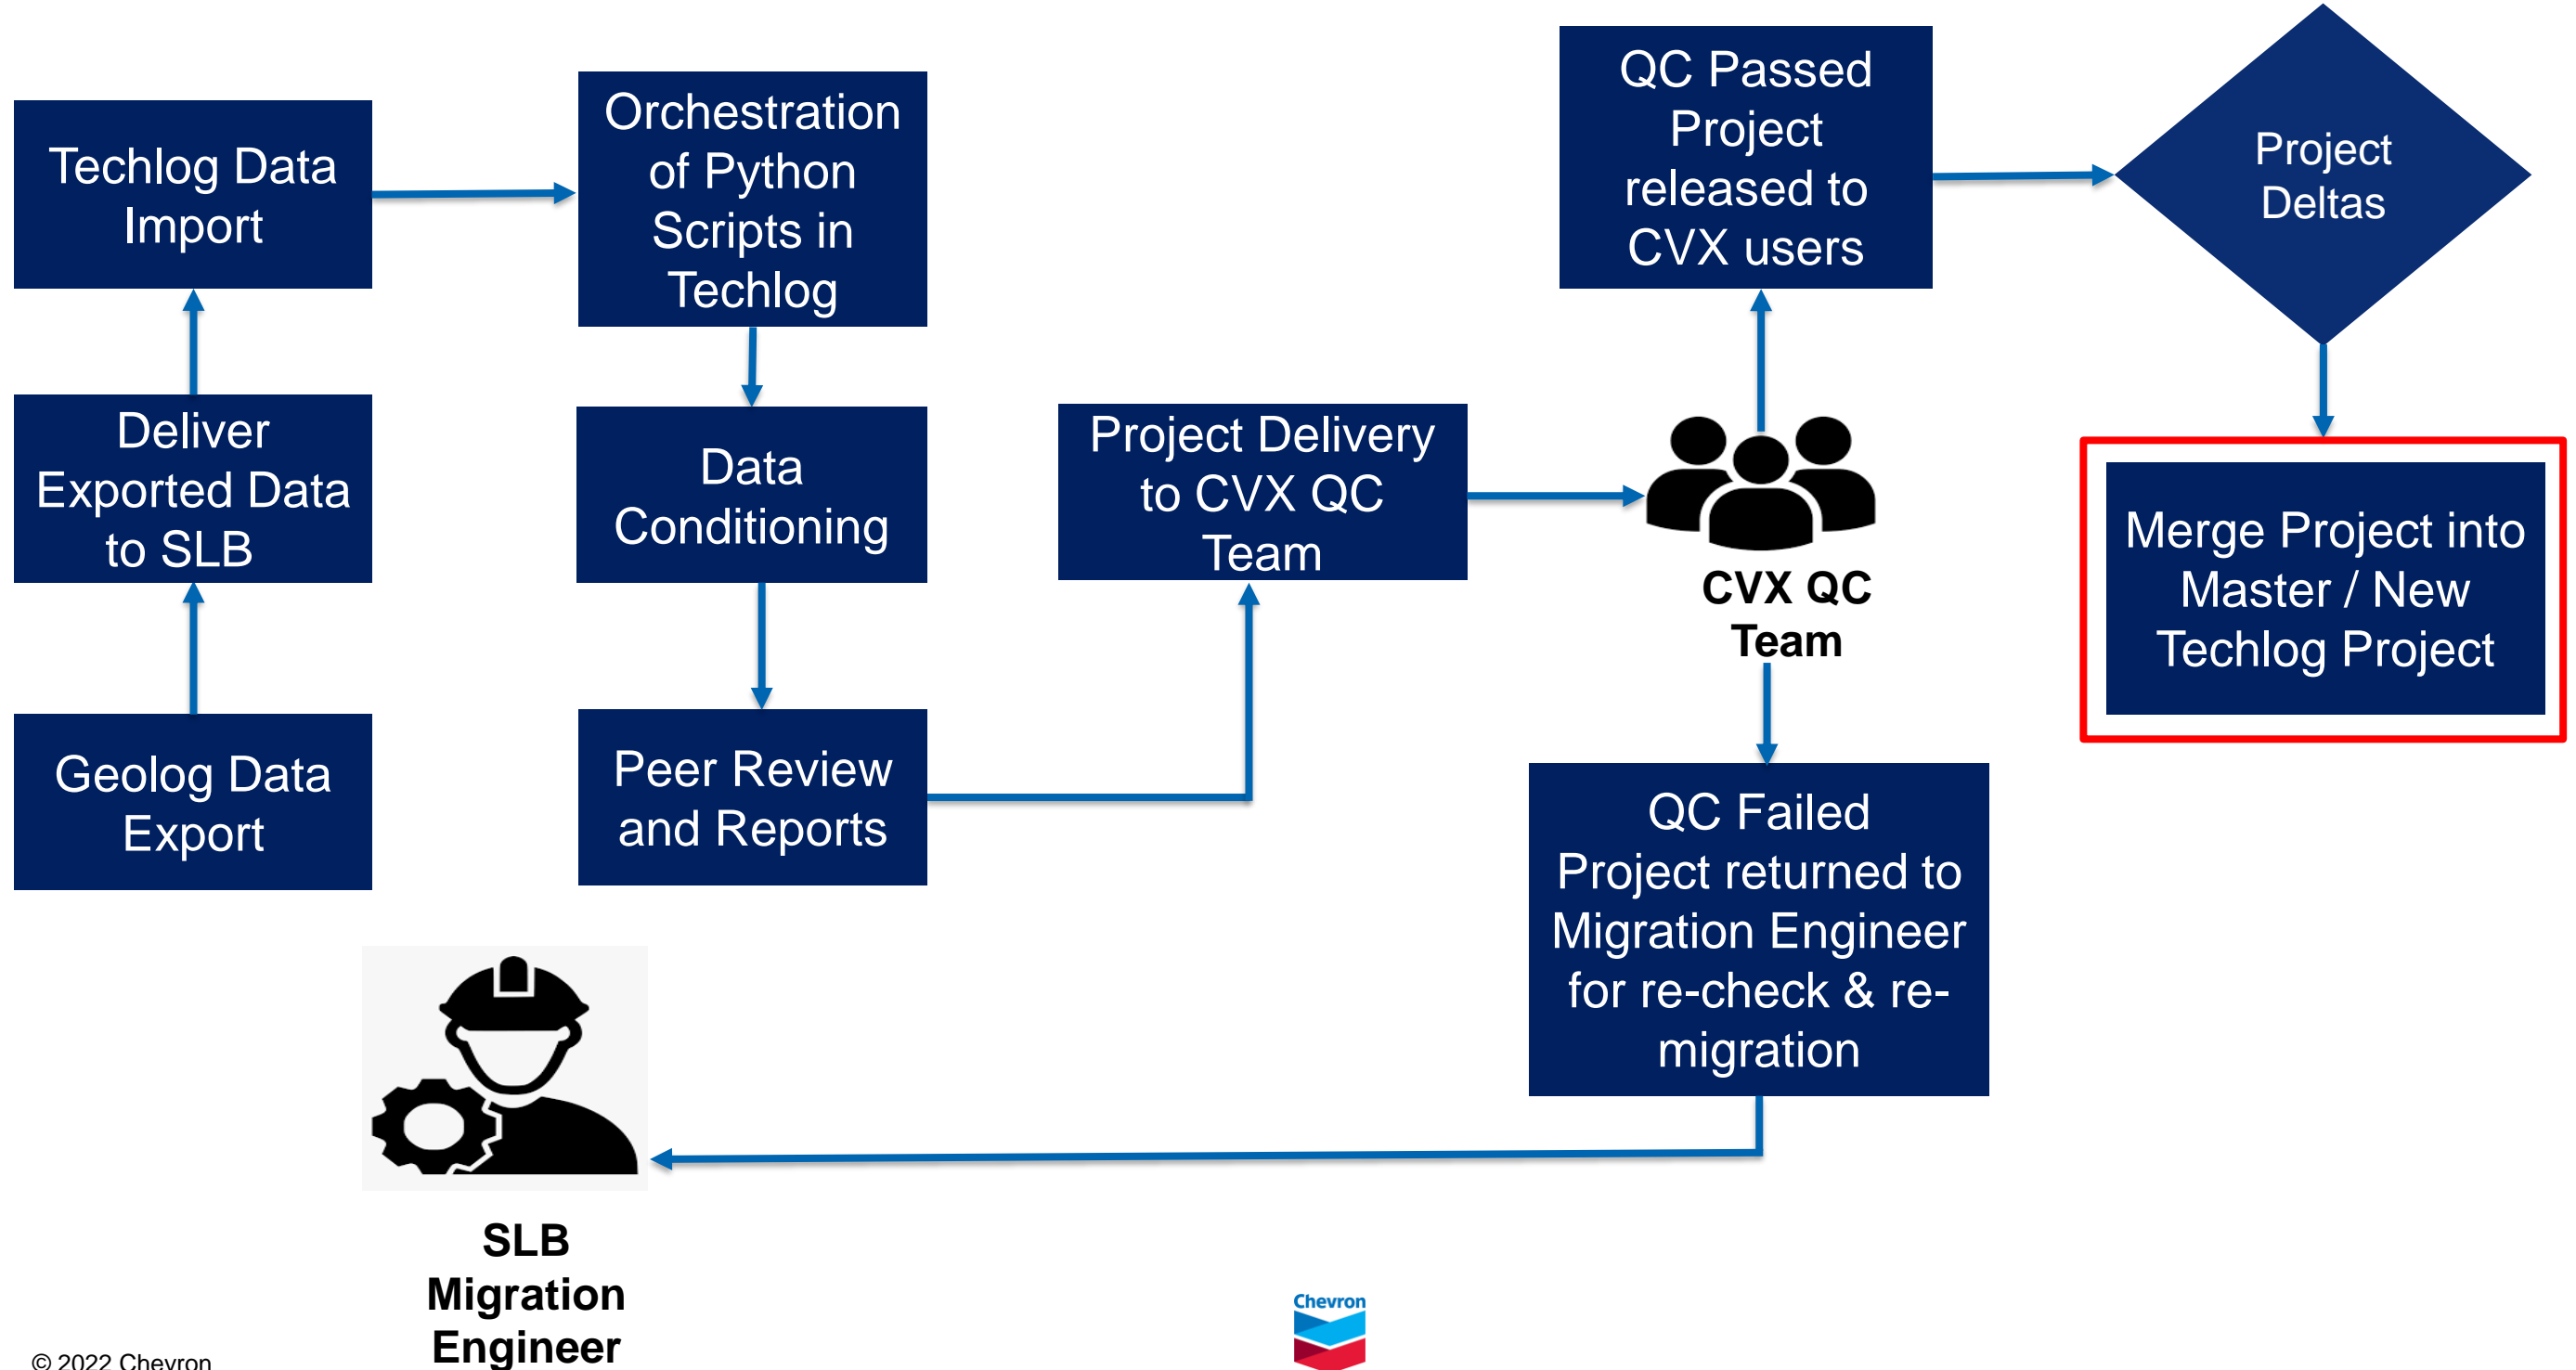 Techlog Data
Import
Deliver
Exported Data
to SLB
Geolog Data
Export
Orchestration
of Python
Scripts in
Techlog
Data
Conditioning
Peer Review
and Reports
Project Delivery
to CVX QC
Team
QC Passed
Project
released to
CVX users
CVX QC
Team
QC Failed
Project returned to
Migration Engineer
for re-check & re-
migration
Project
Deltas
Merge Project into
Master / New
Techlog Project
SLB
Migration
Engineer
Chevron
© 2022 Chevron